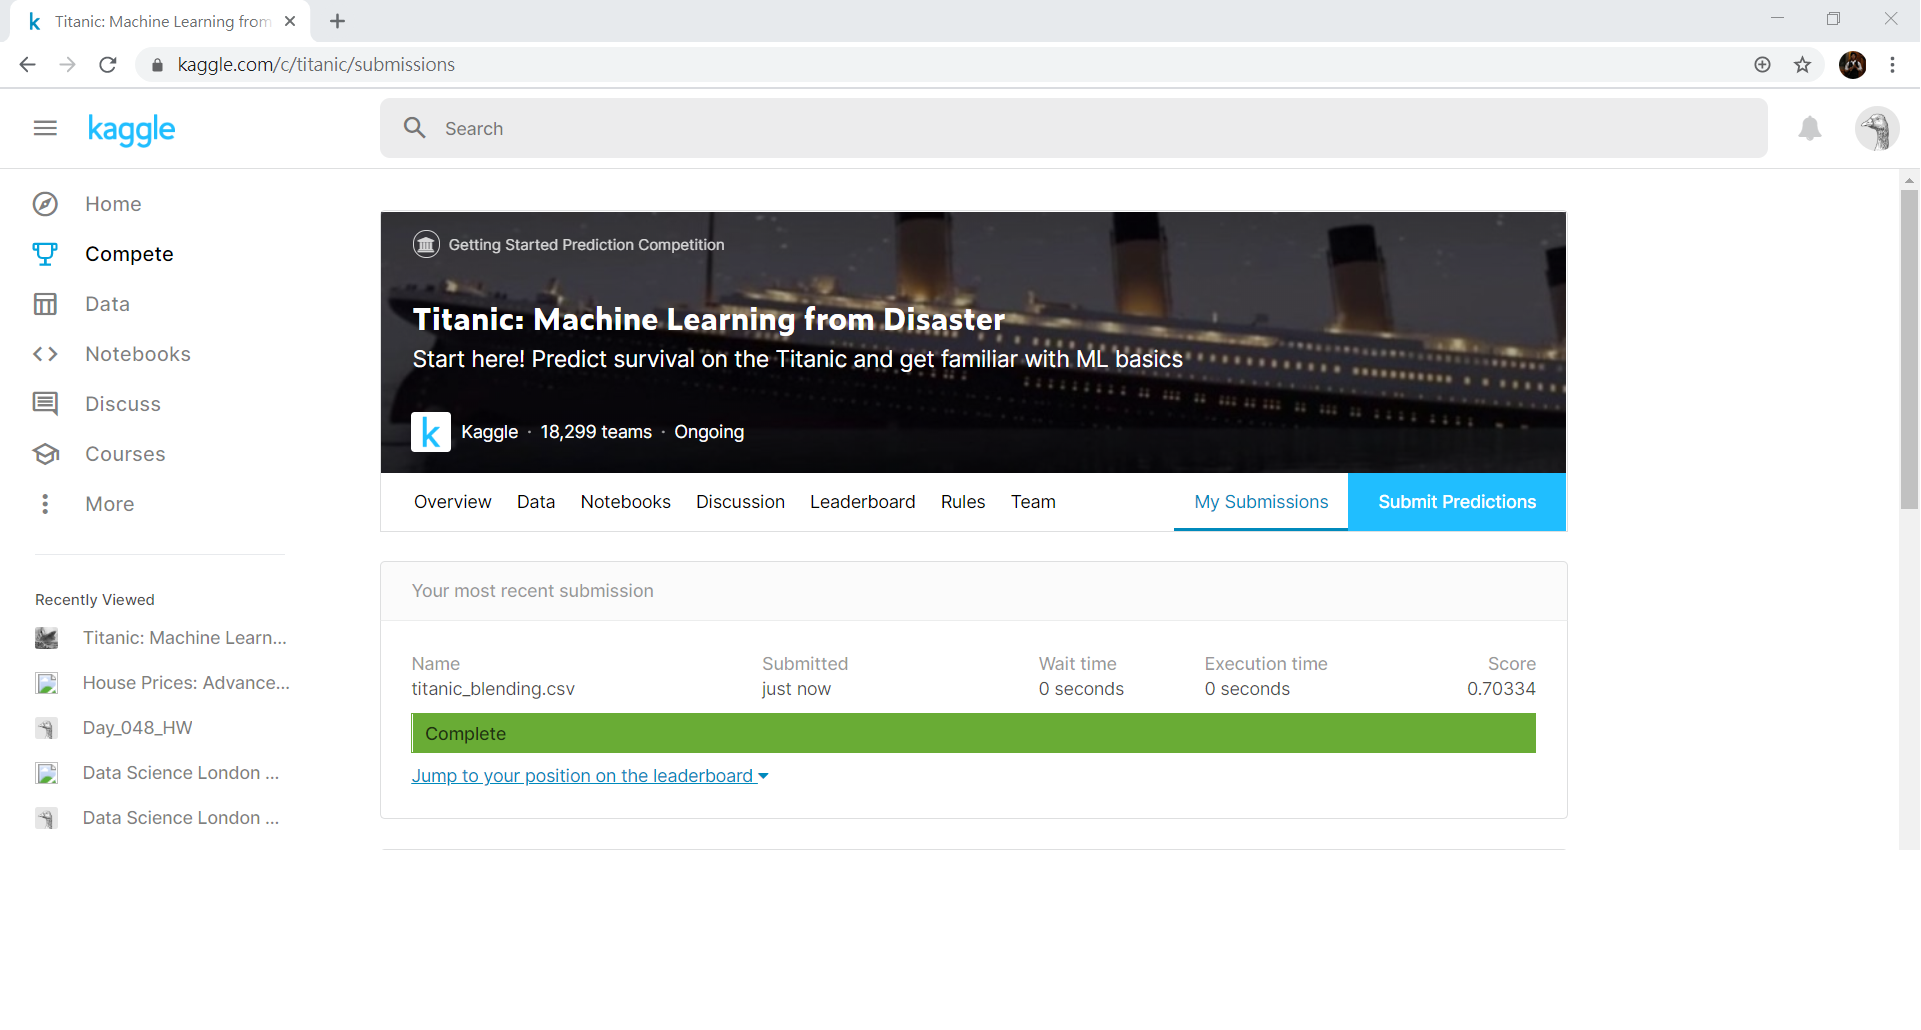 Titanic: Machine Learning from
kaggle.com/c/titanic/submissions
kaggle
Search
Home
Compete
Data
Notebooks
Discuss
Courses
More
Recently Viewed
Titanic: Machine Learn...
House Prices: Advance...
Day_048_HW
Data Science London ...
Data Science London ...
Getting Started Prediction Competition
Titanic: Machine Learning from Disaster
Start here! Predict survival on the Titanic and get familiar with ML basics
k Kaggle · 18,299 teams · Ongoing
Overview Data Notebooks Discussion Leaderboard Rules Team My Submissions Submit Predictions
Your most recent submission
Name Submitted Wait time Execution time Score
titanic_blending.csv just now 0 seconds 0 seconds 0.70334
Complete
Jump to your position on the leaderboard